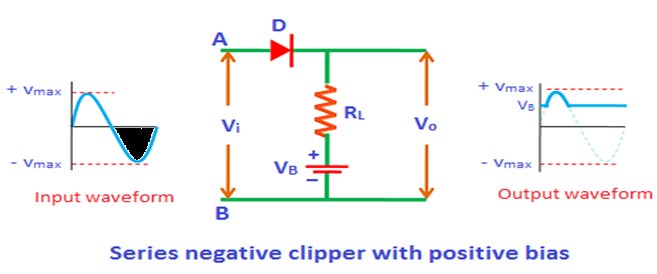 + Vmax
- Vmax
Input waveform
A
D
Vi
RL
+
VB
−
Vo
B
+ Vmax
VB
- Vmax
Output waveform
Series negative clipper with positive bias